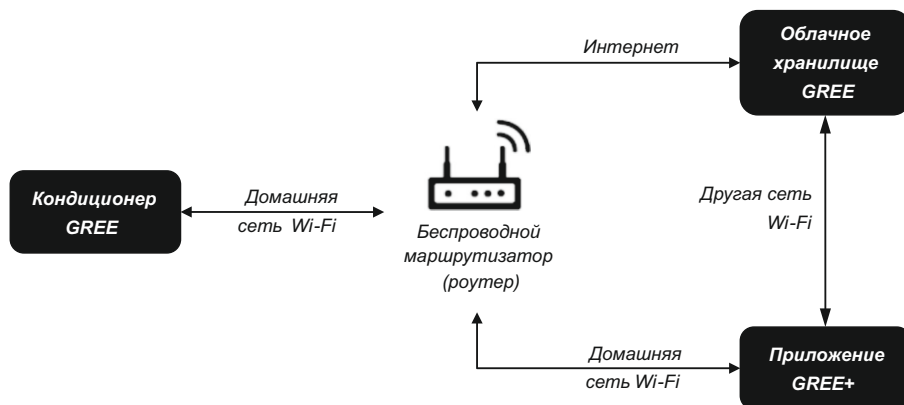 Интернет
Облачное
хранилище
GREE
Кондиционер
GREE
Домашняя
сеть Wi-Fi
Беспроводной
маршрутизатор
(роутер)
Другая сеть
Wi-Fi
Домашняя
сеть Wi-Fi
Приложение
GREE+